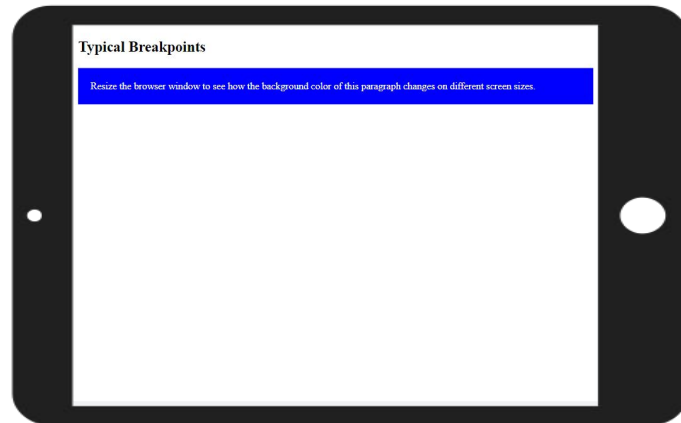 Typical Breakpoints
Resize the browser window to see how the background color of this paragraph changes on different screen sizes.